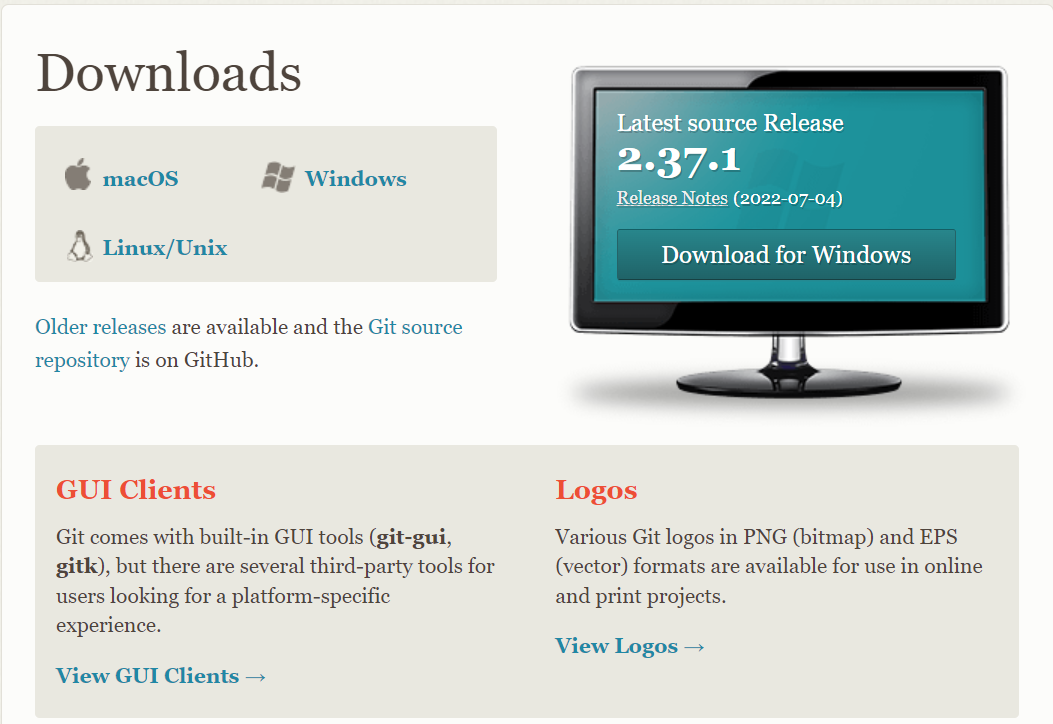 Downloads
macOS
Windows
Linux/Unix
Older releases are available and the Git source
repository is on GitHub.
Latest source Release
2.37.1
Release Notes (2022-07-04)
Download for Windows
GUI Clients
Git comes with built-in GUI tools (git-gui,
gitk), but there are several third-party tools for
users looking for a platform-specific
experience.
View GUI Clients →
Logos
Various Git logos in PNG (bitmap) and EPS
(vector) formats are available for use in online
and print projects.
View Logos →